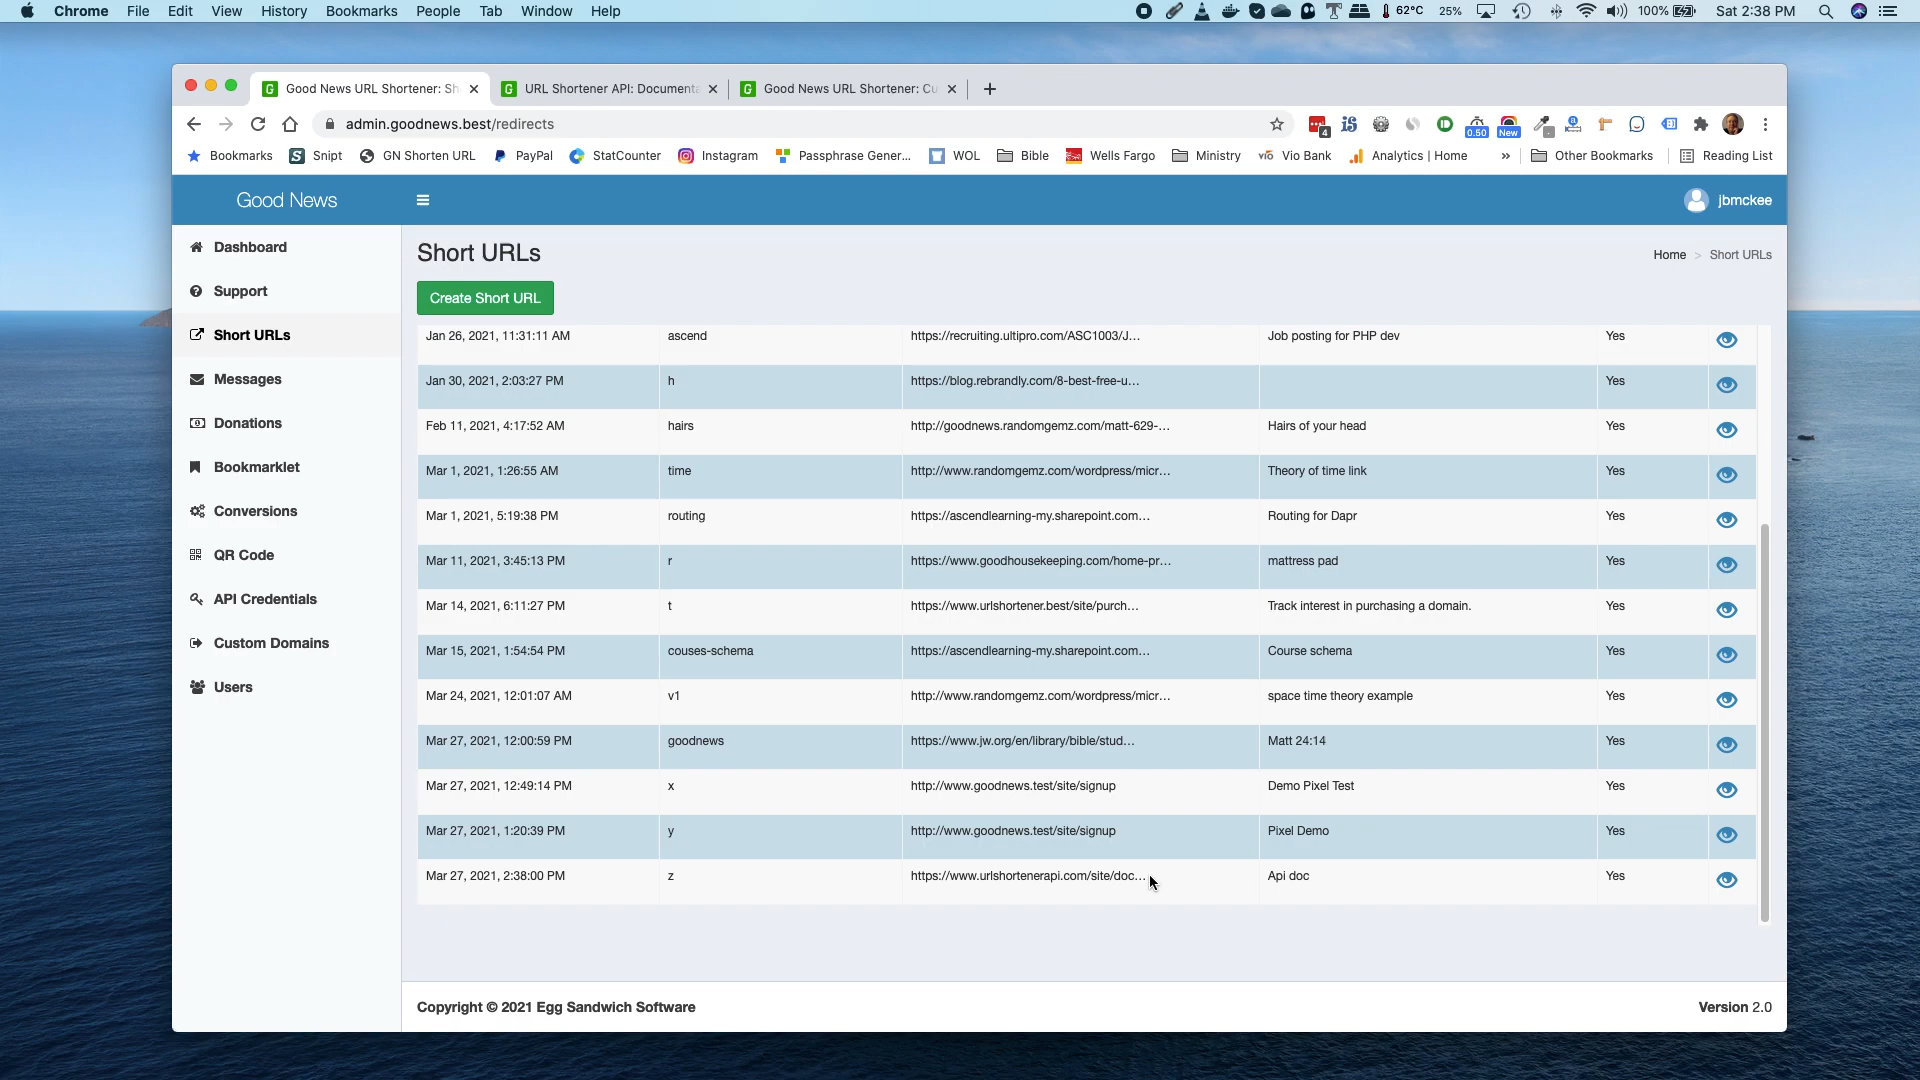 Chrome File Edit View History Bookmarks People Tab Window Help 62°C 25% 100% Sat 2:38 PM
Good News URL Shortener: Sh URL Shortener API: Documenta Good News URL Shortener: Cu
admin.goodnews.best/redirects 4 0.50 New
Bookmarks Snipt GN Shorten URL PayPal StatCounter Instagram Passphrase Gener... WOL Bible Wells Fargo Ministry Vio Bank Analytics | Home » Other Bookmarks Reading List
Good News jbmckee
Dashboard
Support
Short URLs
Messages
Donations
Bookmarklet
Conversions
QR Code
API Credentials
Custom Domains
Users
Short URLs Home > Short URLs
Create Short URL
Jan 26, 2021, 11:31:11 AM ascend https://recruiting.ultipro.com/ASC1003/J... Job posting for PHP dev Yes
Jan 30, 2021, 2:03:27 PM h https://blog.rebrandly.com/8-best-free-u... Yes
Feb 11, 2021, 4:17:52 AM hairs http://goodnews.randomgemz.com/matt-629-... Hairs of your head Yes
Mar 1, 2021, 1:26:55 AM time http://www.randomgemz.com/wordpress/micr... Theory of time link Yes
Mar 1, 2021, 5:19:38 PM routing https://ascendlearning-my.sharepoint.com... Routing for Dapr Yes
Mar 11, 2021, 3:45:13 PM r https://www.goodhousekeeping.com/home-pr... mattress pad Yes
Mar 14, 2021, 6:11:27 PM t https://www.urlshortener.best/site/purch... Track interest in purchasing a domain. Yes
Mar 15, 2021, 1:54:54 PM couses-schema https://ascendlearning-my.sharepoint.com... Course schema Yes
Mar 24, 2021, 12:01:07 AM v1 http://www.randomgemz.com/wordpress/micr... space time theory example Yes
Mar 27, 2021, 12:00:59 PM goodnews https://www.jw.org/en/library/bible/stud... Matt 24:14 Yes
Mar 27, 2021, 12:49:14 PM x http://www.goodnews.test/site/signup Demo Pixel Test Yes
Mar 27, 2021, 1:20:39 PM y http://www.goodnews.test/site/signup Pixel Demo Yes
Mar 27, 2021, 2:38:00 PM z https://www.urlshortenerapi.com/site/doc... Api doc Yes
Copyright © 2021 Egg Sandwich Software Version 2.0